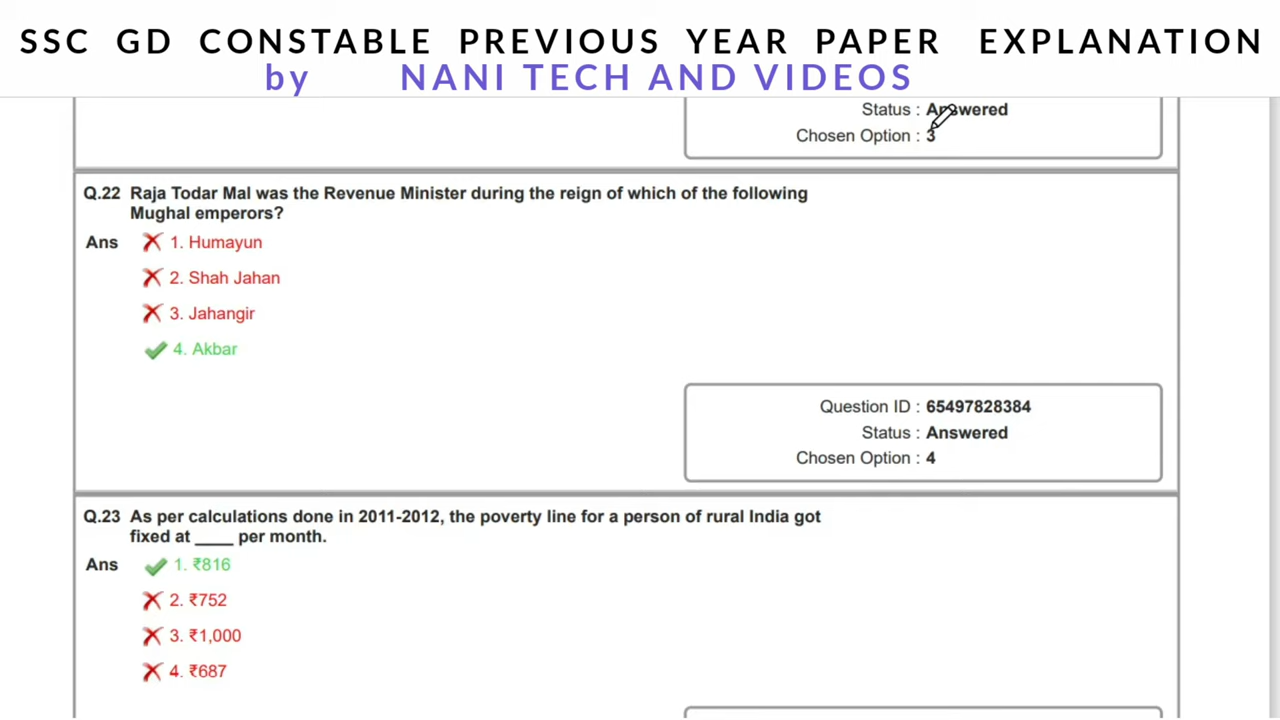 SSC GD CONSTABLE PREVIOUS YEAR PAPER EXPLANATION
by NANI TECH AND VIDEOS
Status : Answered
Chosen Option : 3
Q.22 Raja Todar Mal was the Revenue Minister during the reign of which of the following
Mughal emperors?
Ans 1. Humayun
2. Shah Jahan
3. Jahangir
4. Akbar
Question ID : 65497828384
Status : Answered
Chosen Option : 4
Q.23 As per calculations done in 2011-2012, the poverty line for a person of rural India got
fixed at ____ per month.
Ans 1. ₹816
2. ₹752
3. ₹1,000
4. ₹687